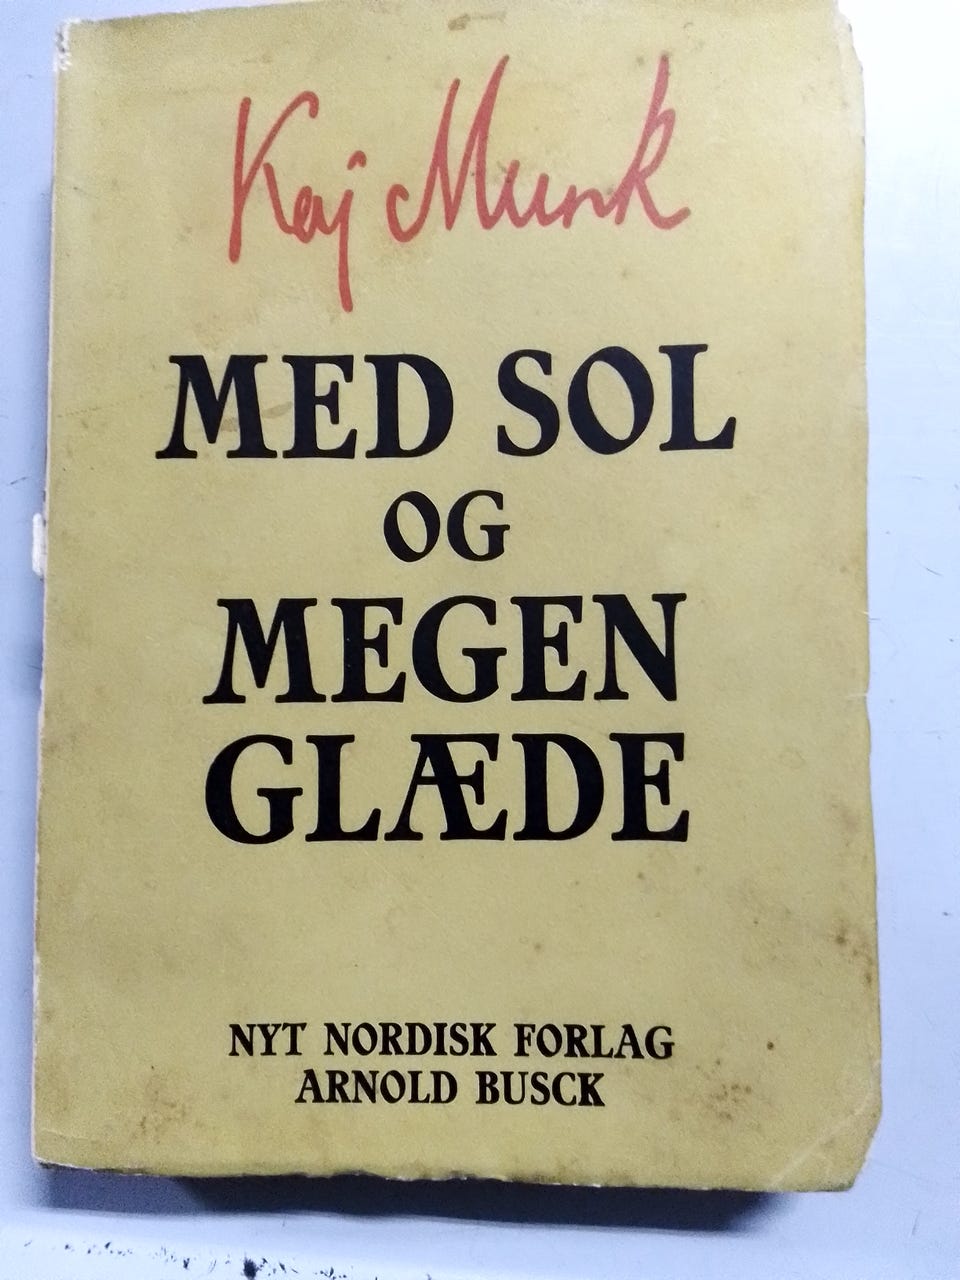 Kaj Munk
MED SOL
OG
MEGEN
GLÆDE
NYT NORDISK FORLAG
ARNOLD BUSCK